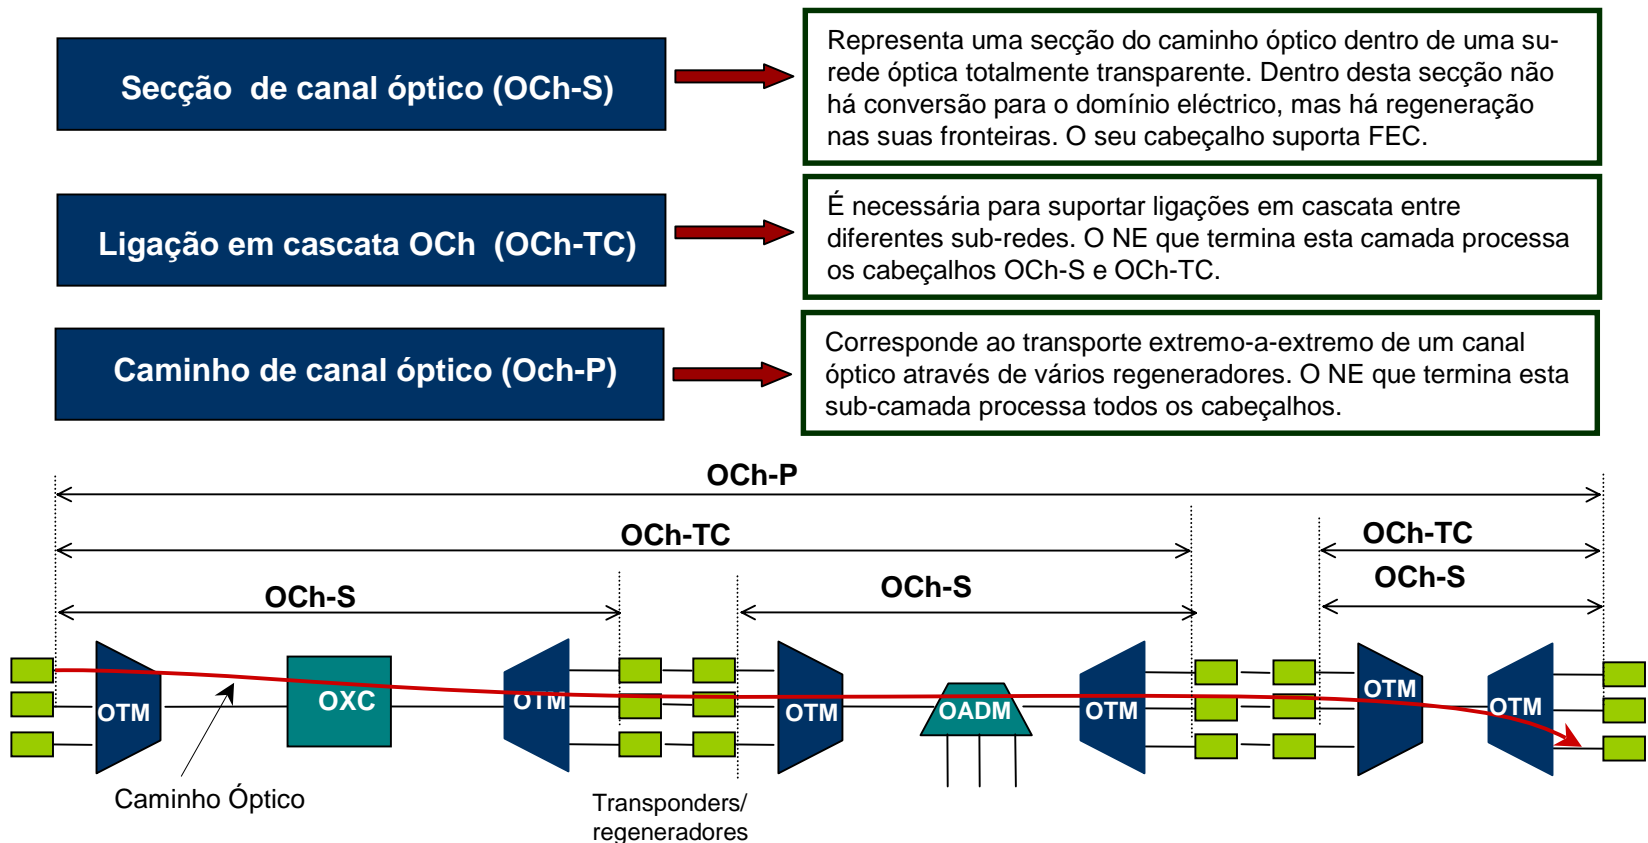 Secção de canal óptico (OCh-S)
Representa uma secção do caminho óptico dentro de uma su-
rede óptica totalmente transparente. Dentro desta secção não
há conversão para o domínio eléctrico, mas há regeneração
nas suas fronteiras. O seu cabeçalho suporta FEC.
Ligação em cascata OCh (OCh-TC)
É necessária para suportar ligações em cascata entre
diferentes sub-redes. O NE que termina esta camada processa
os cabeçalhos OCh-S e OCh-TC.
Caminho de canal óptico (Och-P)
Corresponde ao transporte extremo-a-extremo de um canal
óptico através de vários regeneradores. O NE que termina esta
sub-camada processa todos os cabeçalhos.
OCh-P
OCh-TC
OCh-TC
OCh-S
OCh-S
OCh-S
OTM
OXC
OTM
OTM
OADM
OTM
OTM
OTM
Caminho Óptico
Transponders/
regeneradores